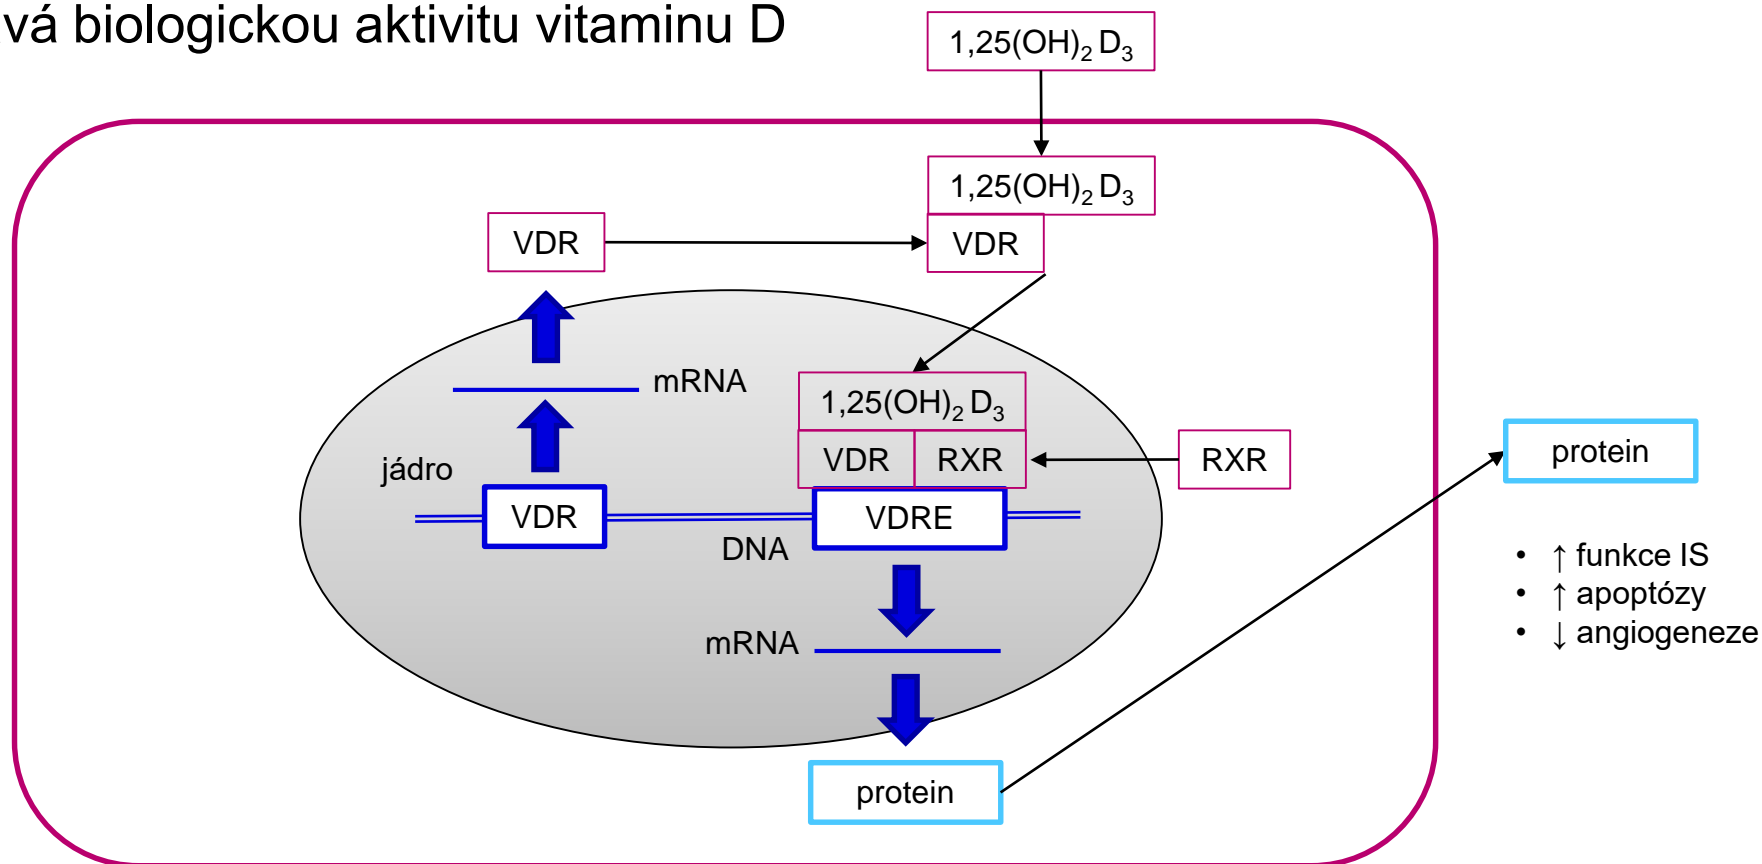 vá biologickou aktivitu vitaminu D
1,25(OH)₂ D₃
1,25(OH)₂ D₃
VDR
VDR
mRNA
1,25(OH)₂ D₃
VDR RXR
RXR
protein
jádro
VDR
VDRE
DNA
• ↑ funkce IS
• ↑ apoptózy
• ↓ angiogeneze
mRNA
protein